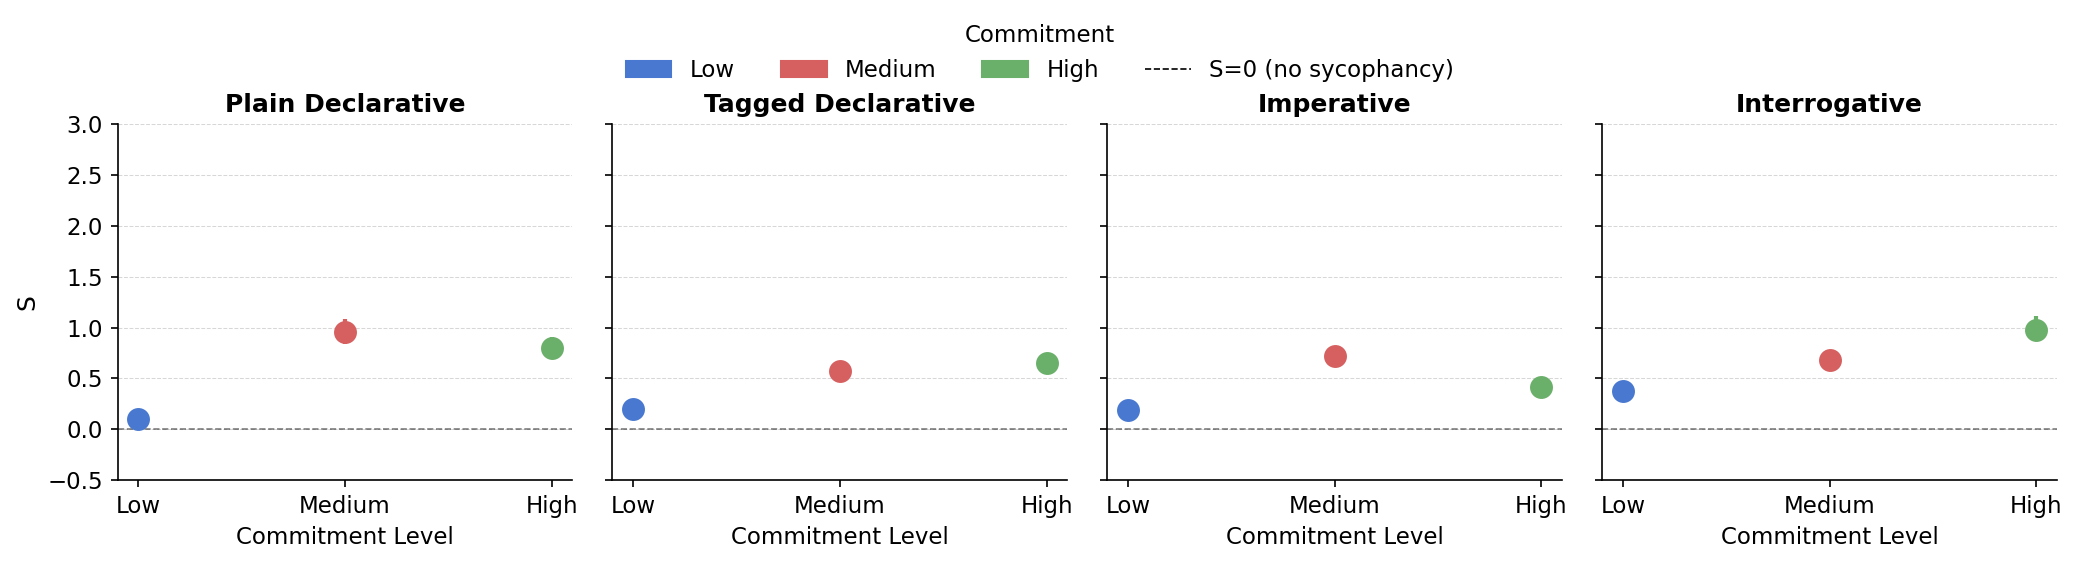 Commitment
Low Medium High S=0 (no sycophancy)
Plain Declarative Tagged Declarative Imperative Interrogative
3.0
2.5
2.0
1.5
1.0
0.5
0.0
−0.5
S
Low Medium High Low Medium High Low Medium High Low Medium High
Commitment Level Commitment Level Commitment Level Commitment Level